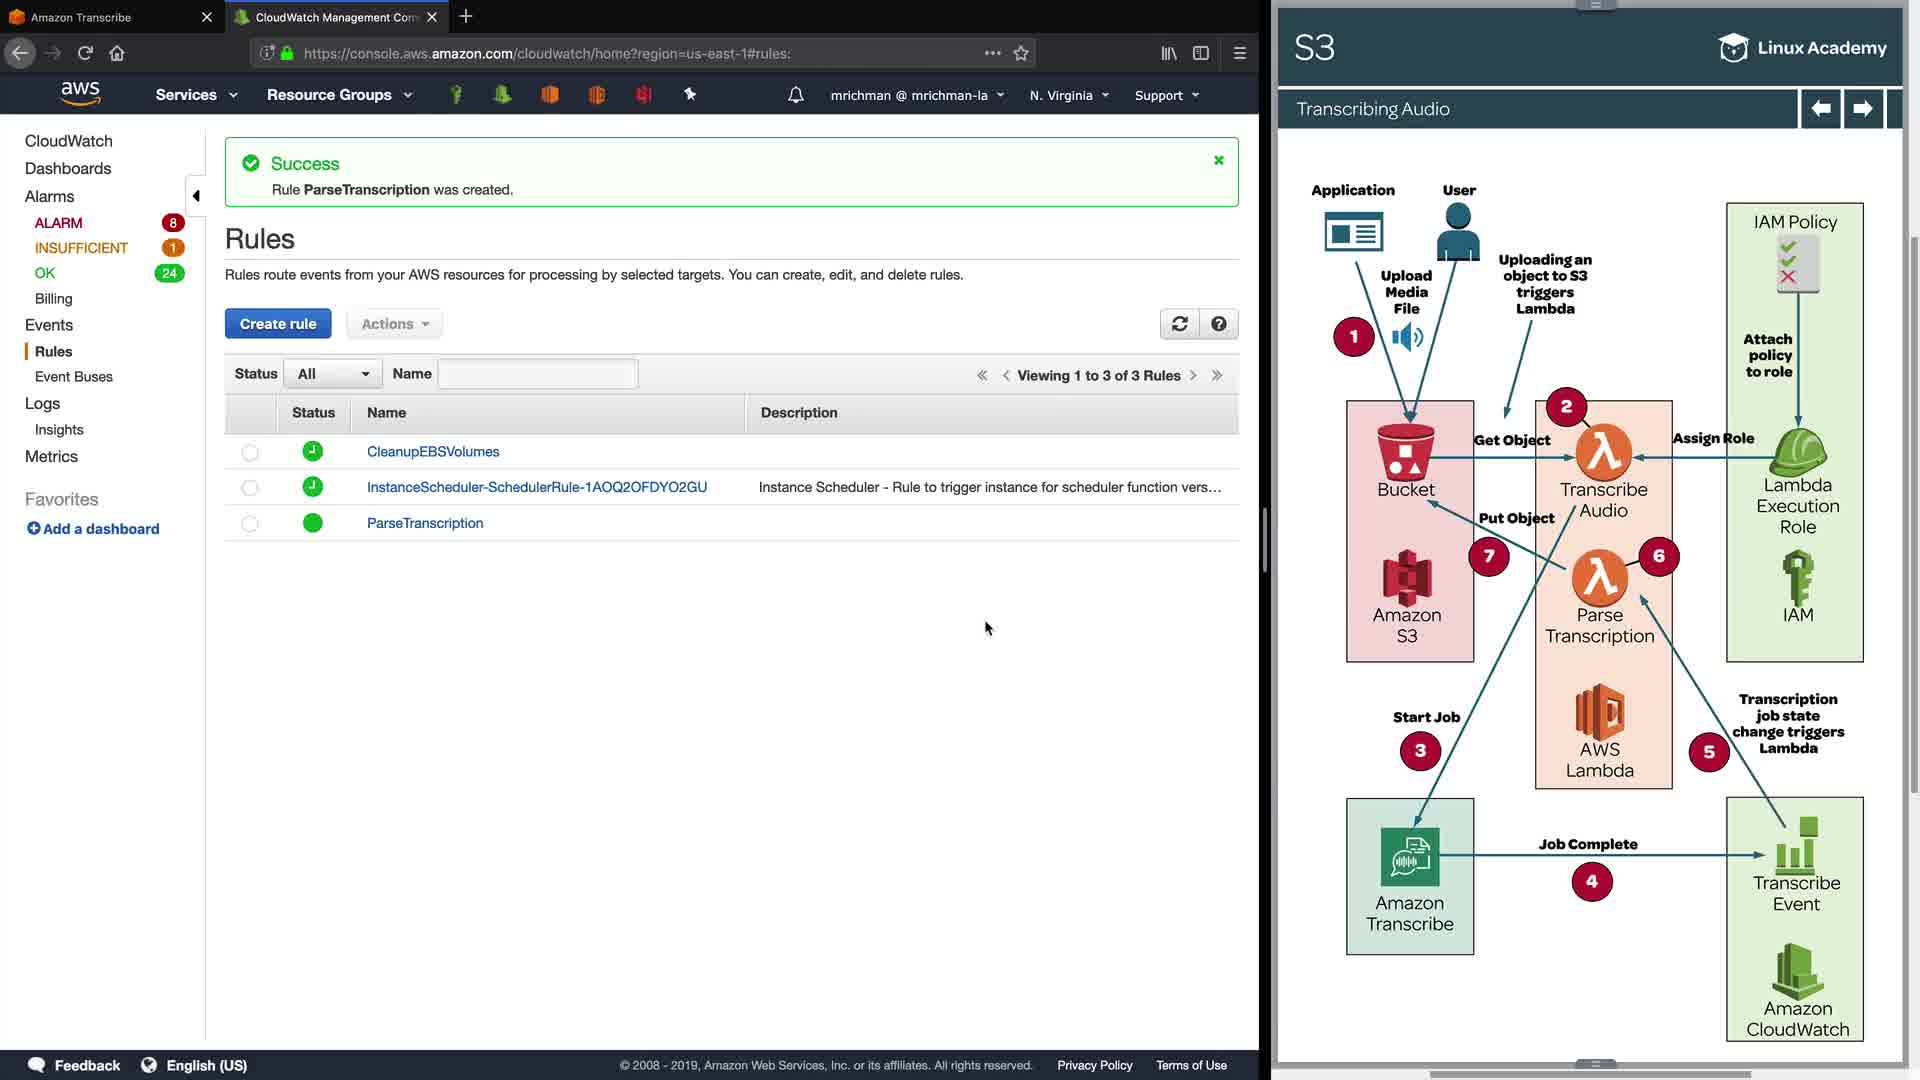 Amazon Transcribe
CloudWatch Management Con
https://console.aws.amazon.com/cloudwatch/home?region=us-east-1#rules:
aws
Services
Resource Groups
mrichman @ mrichman-la
N. Virginia
Support
CloudWatch
Dashboards
Alarms
ALARM 8
INSUFFICIENT 1
OK 24
Billing
Events
Rules
Event Buses
Logs
Insights
Metrics
Favorites
Add a dashboard
Success
Rule ParseTranscription was created.
Rules
Rules route events from your AWS resources for processing by selected targets. You can create, edit, and delete rules.
Create rule
Actions
Status All Name
« < Viewing 1 to 3 of 3 Rules > »
Status Name Description
CleanupEBSVolumes
InstanceScheduler-SchedulerRule-1AOQ2OFDYO2GU Instance Scheduler - Rule to trigger instance for scheduler function vers...
ParseTranscription
Feedback
English (US)
© 2008 - 2019, Amazon Web Services, Inc. or its affiliates. All rights reserved.
Privacy Policy
Terms of Use
S3
Linux Academy
Transcribing Audio
Application
User
Upload
Media
File
1
Uploading an
object to S3
triggers
Lambda
IAM Policy
Attach
policy
to role
2
Get Object
Assign Role
Bucket
Transcribe
Audio
Lambda
Execution
Role
Put Object
7
6
Amazon
S3
Parse
Transcription
IAM
Start Job
3
AWS
Lambda
5
Transcription
job state
change triggers
Lambda
Job Complete
4
Amazon
Transcribe
Transcribe
Event
Amazon
CloudWatch